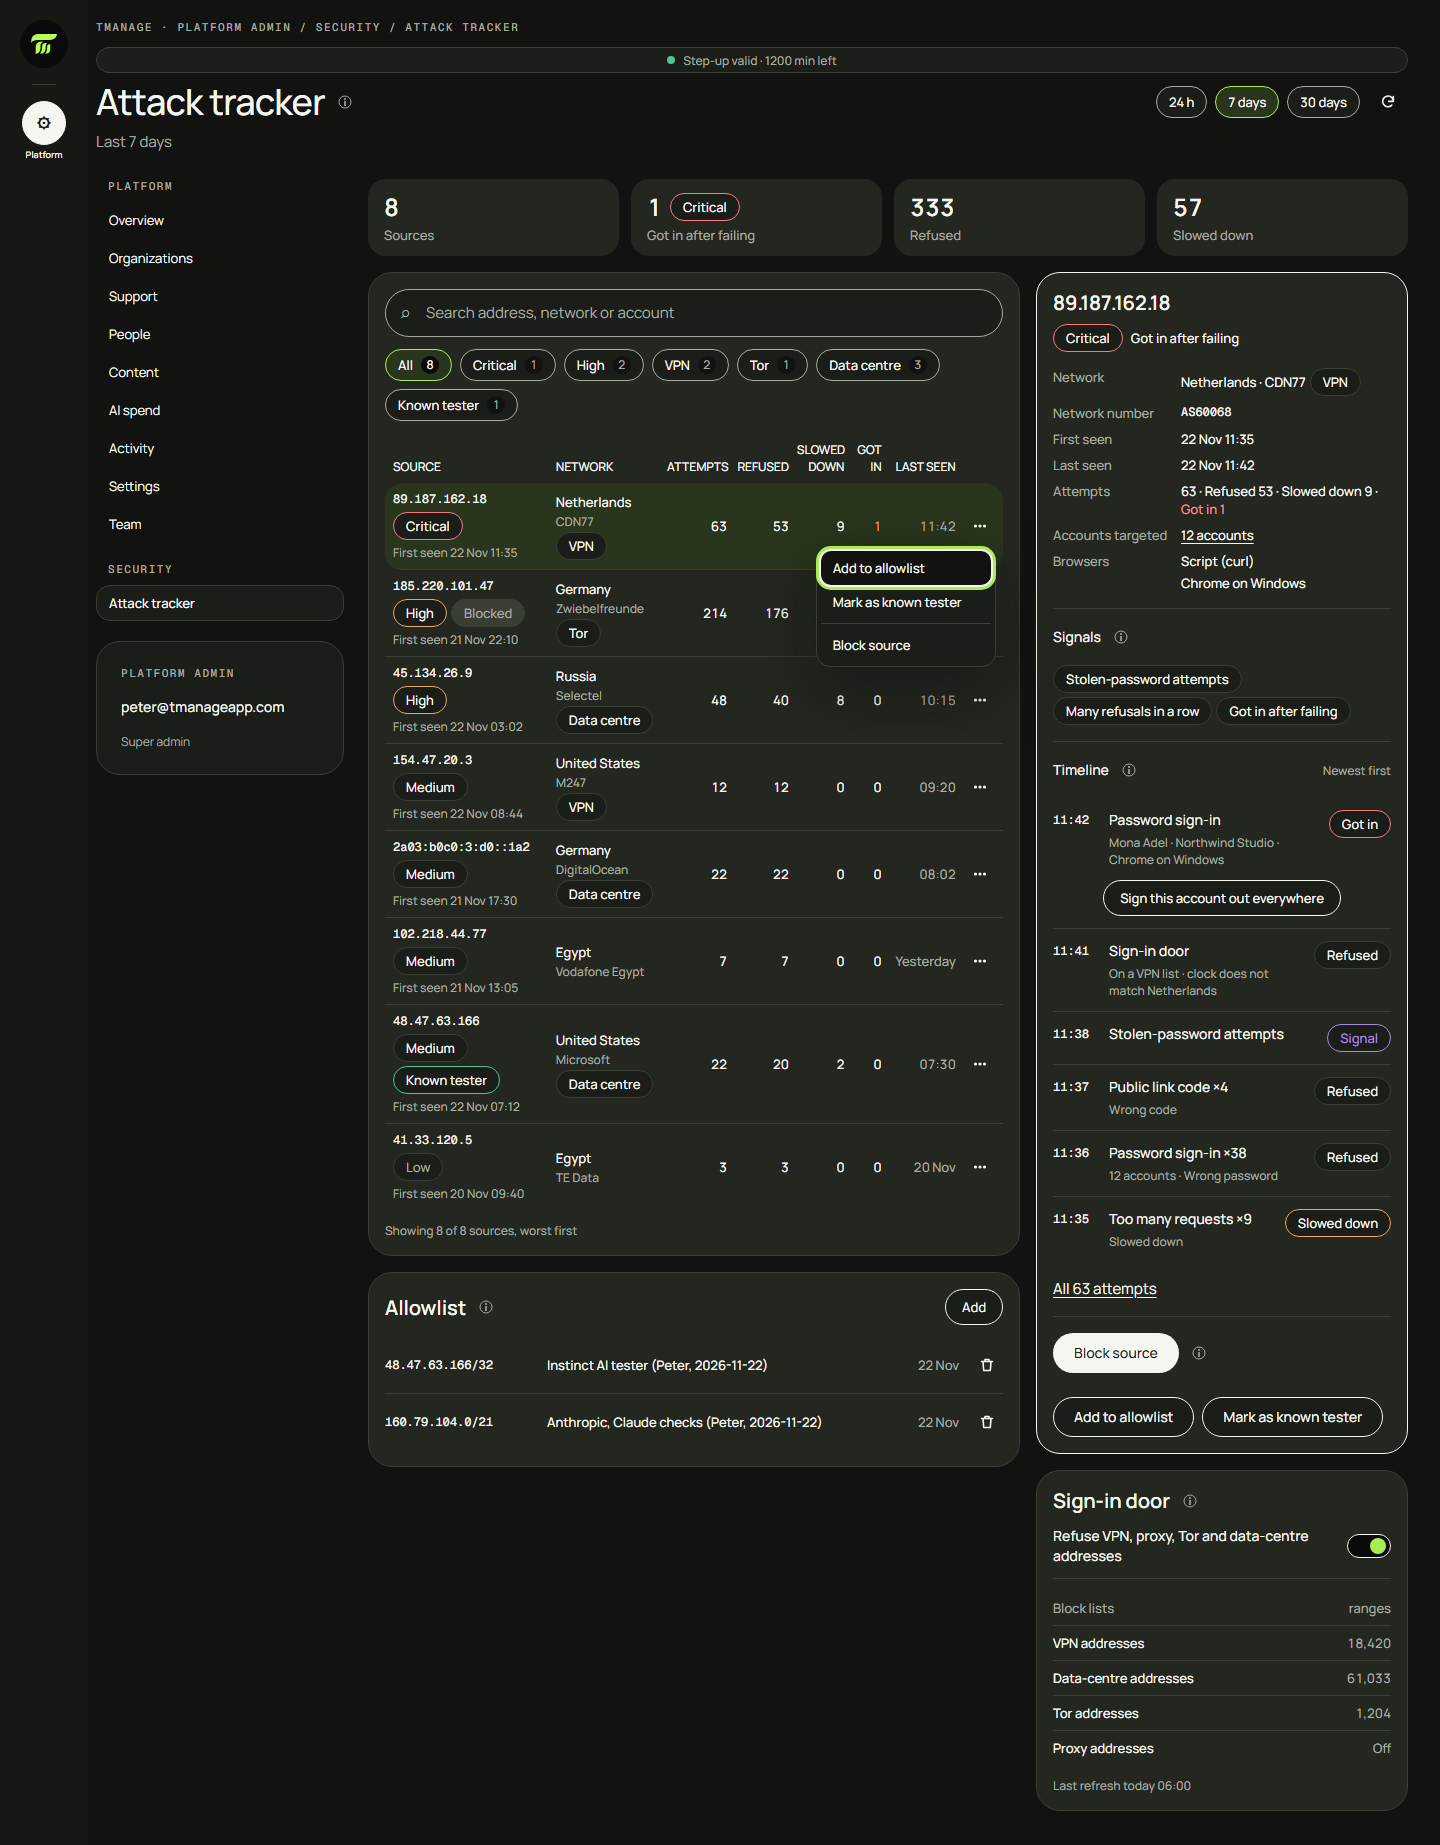 TMANAGE · PLATFORM ADMIN / SECURITY / ATTACK TRACKER
Step-up valid · 1200 min left
Attack tracker
24 h
7 days
30 days
Last 7 days
Platform
PLATFORM
Overview
Organizations
Support
People
Content
AI spend
Activity
Settings
Team
SECURITY
Attack tracker
PLATFORM ADMIN
peter@tmanageapp.com
Super admin
8
Sources
1 Critical
Got in after failing
333
Refused
57
Slowed down
Search address, network or account
All 8
Critical 1
High 2
VPN 2
Tor 1
Data centre 3
Known tester 1
SOURCE NETWORK ATTEMPTS REFUSED SLOWED DOWN GOT IN LAST SEEN
89.187.162.18
Critical
First seen 22 Nov 11:35
Netherlands
CDN77
VPN
63 53 9 1 11:42
Add to allowlist
Mark as known tester
Block source
185.220.101.47
High Blocked
First seen 21 Nov 22:10
Germany
Zwiebelfreunde
Tor
214 176
45.134.26.9
High
First seen 22 Nov 03:02
Russia
Selectel
Data centre
48 40 8 0 10:15
154.47.20.3
Medium
First seen 22 Nov 08:44
United States
M247
VPN
12 12 0 0 09:20
2a03:b0c0:3:d0::1a2
Medium
First seen 21 Nov 17:30
Germany
DigitalOcean
Data centre
22 22 0 0 08:02
102.218.44.77
Medium
First seen 21 Nov 13:05
Egypt
Vodafone Egypt
7 7 0 0 Yesterday
48.47.63.166
Medium
Known tester
First seen 22 Nov 07:12
United States
Microsoft
Data centre
22 20 2 0 07:30
41.33.120.5
Low
First seen 20 Nov 09:40
Egypt
TE Data
3 3 0 0 20 Nov
Showing 8 of 8 sources, worst first
Allowlist
Add
48.47.63.166/32 Instinct AI tester (Peter, 2026-11-22) 22 Nov
160.79.104.0/21 Anthropic, Claude checks (Peter, 2026-11-22) 22 Nov
89.187.162.18
Critical Got in after failing
Network Netherlands · CDN77 VPN
Network number AS60068
First seen 22 Nov 11:35
Last seen 22 Nov 11:42
Attempts 63 · Refused 53 · Slowed down 9 ·
Got in 1
Accounts targeted 12 accounts
Browsers Script (curl)
Chrome on Windows
Signals
Stolen-password attempts
Many refusals in a row
Got in after failing
Timeline
Newest first
11:42 Password sign-in Got in
Mona Adel · Northwind Studio ·
Chrome on Windows
Sign this account out everywhere
11:41 Sign-in door Refused
On a VPN list · clock does not
match Netherlands
11:38 Stolen-password attempts Signal
11:37 Public link code ×4 Refused
Wrong code
11:36 Password sign-in ×38 Refused
12 accounts · Wrong password
11:35 Too many requests ×9 Slowed down
Slowed down
All 63 attempts
Block source
Add to allowlist
Mark as known tester
Sign-in door
Refuse VPN, proxy, Tor and data-centre
addresses
Block lists ranges
VPN addresses 18,420
Data-centre addresses 61,033
Tor addresses 1,204
Proxy addresses Off
Last refresh today 06:00